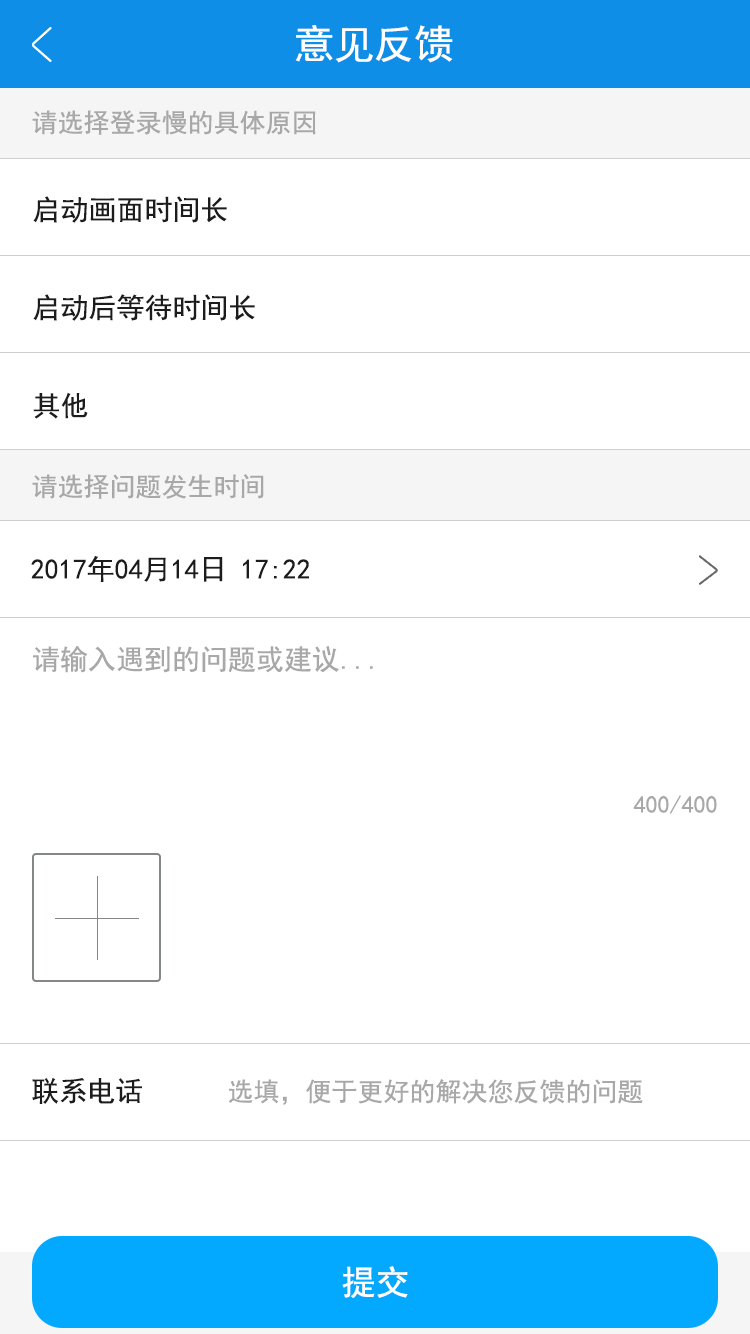 意见反馈
请选择登录慢的具体原因
启动画面时间长
启动后等待时间长
其他
请选择问题发生时间
2017年04月14日 17:22
请输入遇到的问题或建议...
400/400
联系电话 选填，便于更好的解决您反馈的问题
提交